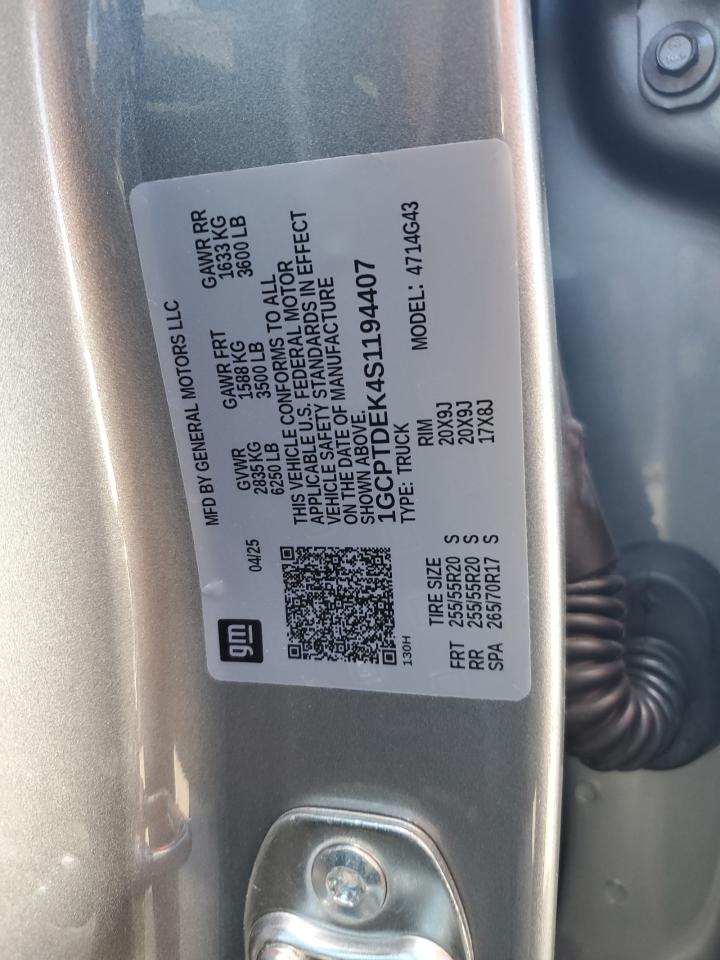 gm
04/25
MFD BY GENERAL MOTORS LLC
GVWR GAWR FRT GAWR RR
2835 KG 1588 KG 1633 KG
6250 LB 3500 LB 3600 LB
THIS VEHICLE CONFORMS TO ALL
APPLICABLE U.S. FEDERAL MOTOR
VEHICLE SAFETY STANDARDS IN EFFECT
ON THE DATE OF MANUFACTURE
SHOWN ABOVE.
1GCPTDEK4S1194407
TYPE: TRUCK MODEL: 4714G43
130H
TIRE SIZE RIM
FRT 255/55R20 S 20X9J
RR 255/55R20 S 20X9J
SPA 265/70R17 S 17X8J